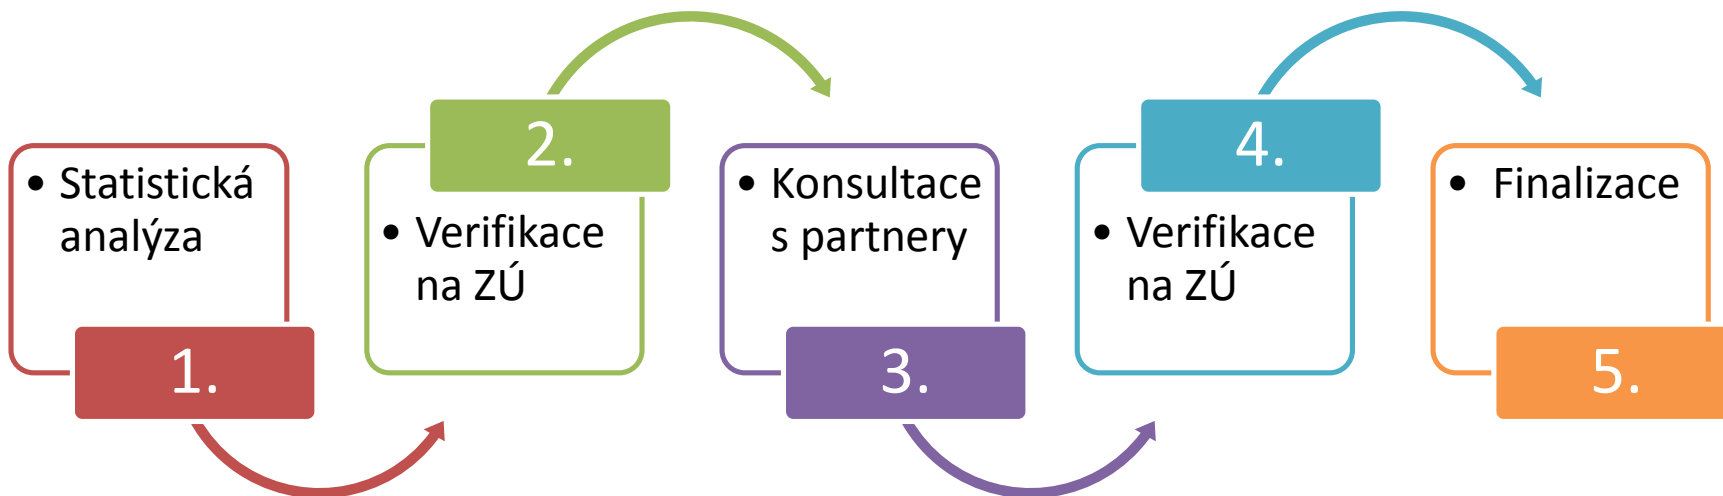 • Statistická
analýza
1.
2.
• Verifikace
na ZÚ
• Konsultace
s partnery
3.
4.
• Verifikace
na ZÚ
• Finalizace
5.